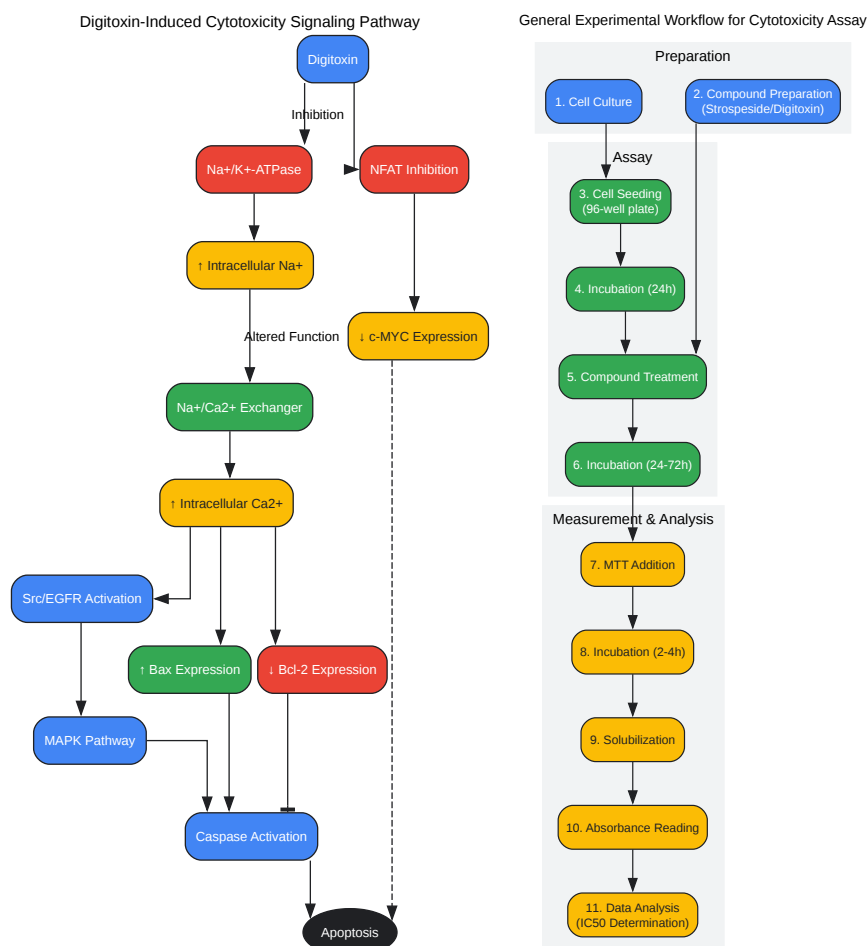 Digitoxin-Induced Cytotoxicity Signaling Pathway
Digitoxin
Inhibition
Na+/K+-ATPase
NFAT Inhibition
↑ Intracellular Na+
Altered Function
↓ c-MYC Expression
Na+/Ca2+ Exchanger
↑ Intracellular Ca2+
Src/EGFR Activation
↑ Bax Expression
↓ Bcl-2 Expression
MAPK Pathway
Caspase Activation
Apoptosis
General Experimental Workflow for Cytotoxicity Assay
Preparation
1. Cell Culture
2. Compound Preparation
(Strospeside/Digitoxin)
Assay
3. Cell Seeding
(96-well plate)
4. Incubation (24h)
5. Compound Treatment
6. Incubation (24-72h)
Measurement & Analysis
7. MTT Addition
8. Incubation (2-4h)
9. Solubilization
10. Absorbance Reading
11. Data Analysis
(IC50 Determination)